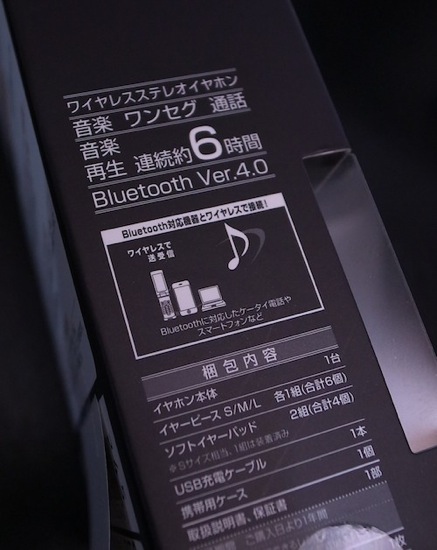 ワイヤレスステレオイヤホン
音楽 ワンセグ 通話
音楽再生 連続約6時間
Bluetooth Ver.4.0
Bluetooth対応機器とワイヤレスで接続!
ワイヤレスで
送受信
Bluetoothに対応したケータイ電話や
スマートフォンなど
梱包内容
イヤホン本体 1台
イヤーピース S/M/L 各1組(合計6個)
ソフトイヤーパッド 2組(合計4個)
※Sサイズ相当、1組は装着済み
USB充電ケーブル 1本
携帯用ケース 1個
取扱説明書、保証書 1部
ご購入日より1年間